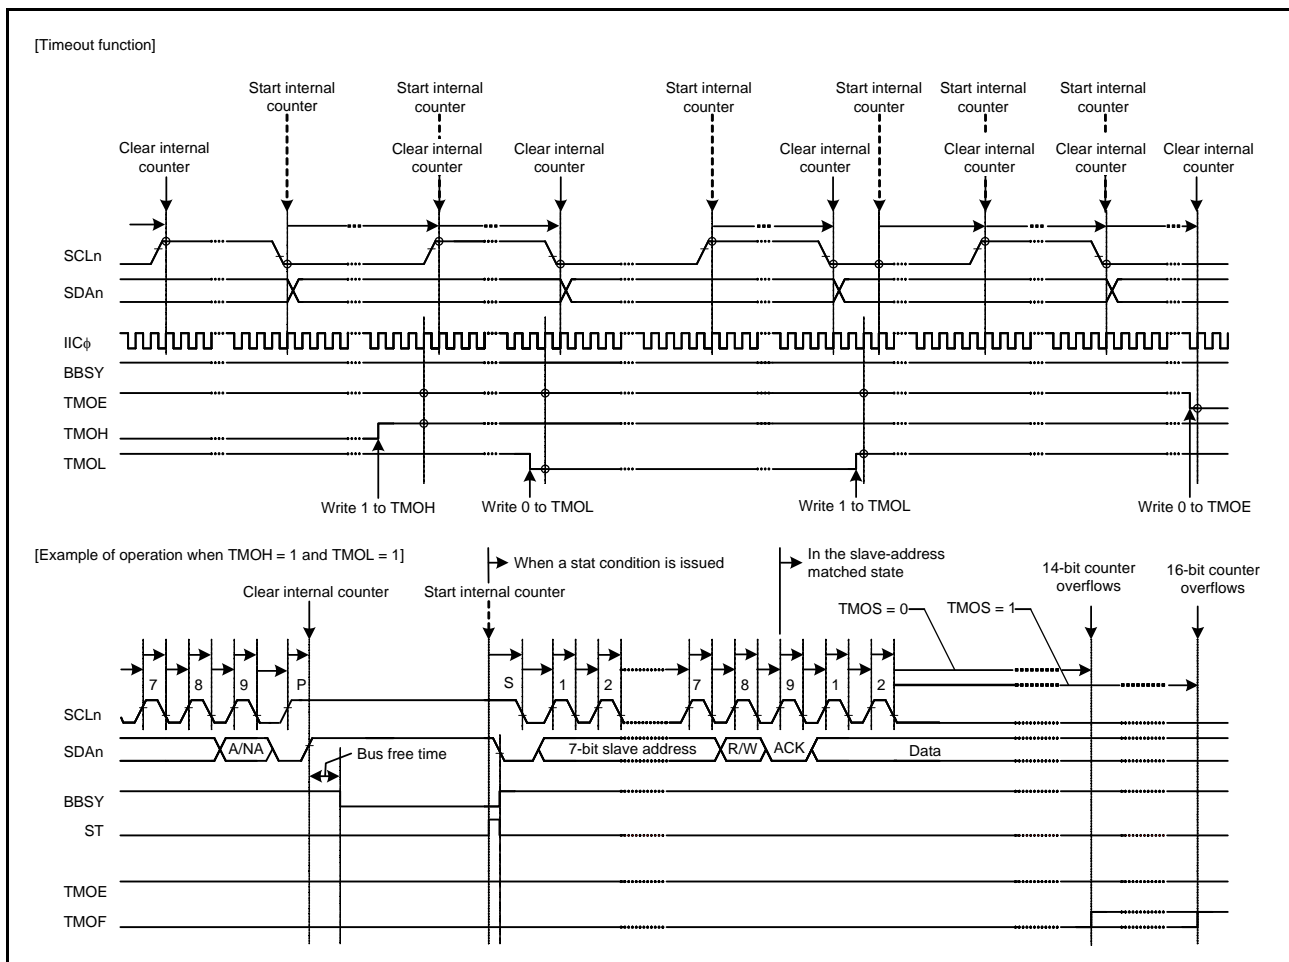 [Timeout function]
Start internal
counter
Start internal
counter
Start internal
counter
Start internal
counter
Start internal
counter
Start internal
counter
Clear internal
counter
Clear internal
counter
Clear internal
counter
Clear internal
counter
Clear internal
counter
Clear internal
counter
Clear internal
counter
SCLn
SDAn
IICϕ
BBSY
TMOE
TMOH
TMOL
Write 1 to TMOH
Write 0 to TMOL
Write 1 to TMOL
Write 0 to TMOE
[Example of operation when TMOH = 1 and TMOL = 1]
When a stat condition is issued
In the slave-address
matched state
14-bit counter
overflows
16-bit counter
overflows
Clear internal counter
Start internal counter
TMOS = 0
TMOS = 1
7 8 9 P S 1 2 7 8 9 1 2
SCLn
SDAn
A/NA
Bus free time
7-bit slave address
R/W
ACK
Data
BBSY
ST
TMOE
TMOF